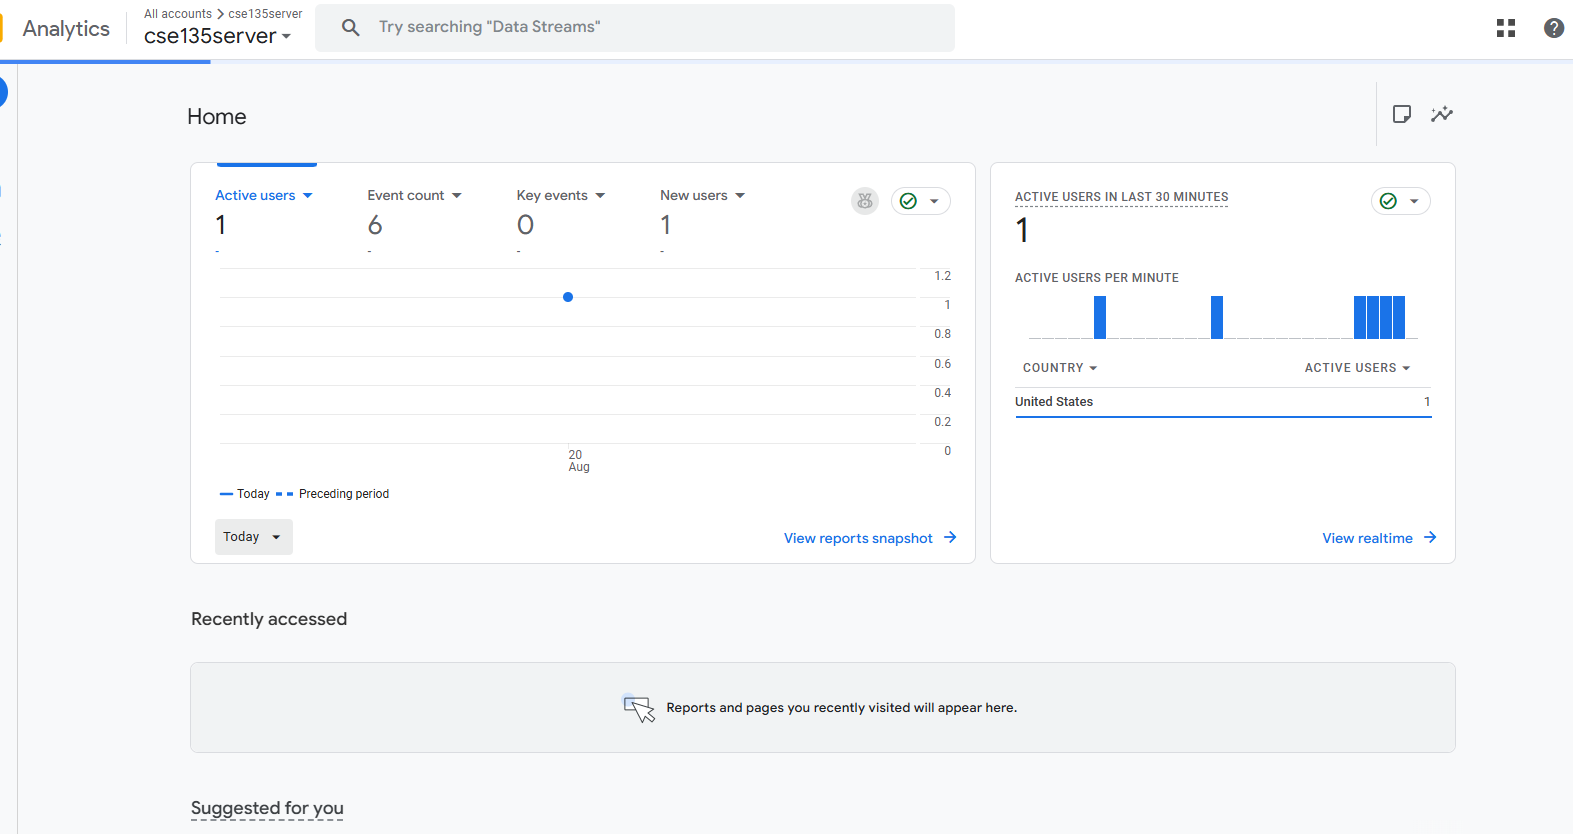 Analytics
All accounts > cse135server
cse135server
Try searching "Data Streams"
Home
Active users
1
-
Event count
6
-
Key events
0
-
New users
1
-
1.2
1
0.8
0.6
0.4
0.2
0
20
Aug
Today
Preceding period
Today
View reports snapshot
ACTIVE USERS IN LAST 30 MINUTES
1
ACTIVE USERS PER MINUTE
COUNTRY ACTIVE USERS
United States 1
View realtime
Recently accessed
Reports and pages you recently visited will appear here.
Suggested for you